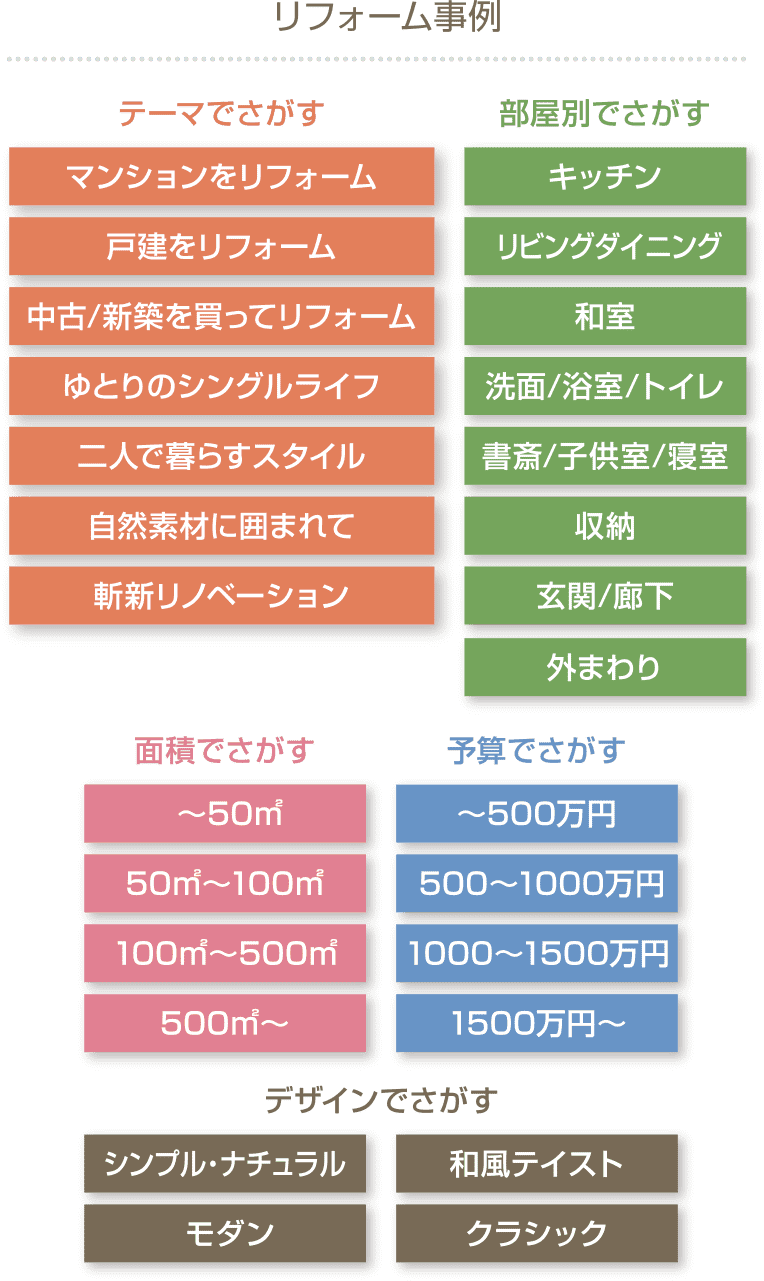 リフォーム事例
テーマでさがす
マンションをリフォーム
戸建をリフォーム
中古/新築を買ってリフォーム
ゆとりのシングルライフ
二人で暮らすスタイル
自然素材に囲まれて
斬新リノベーション
部屋別でさがす
キッチン
リビングダイニング
和室
洗面/浴室/トイレ
書斎/子供室/寝室
収納
玄関/廊下
外まわり
面積でさがす
〜50㎡
50㎡〜100㎡
100㎡〜500㎡
500㎡〜
予算でさがす
〜500万円
500〜1000万円
1000〜1500万円
1500万円〜
デザインでさがす
シンプル・ナチュラル
和風テイスト
モダン
クラシック